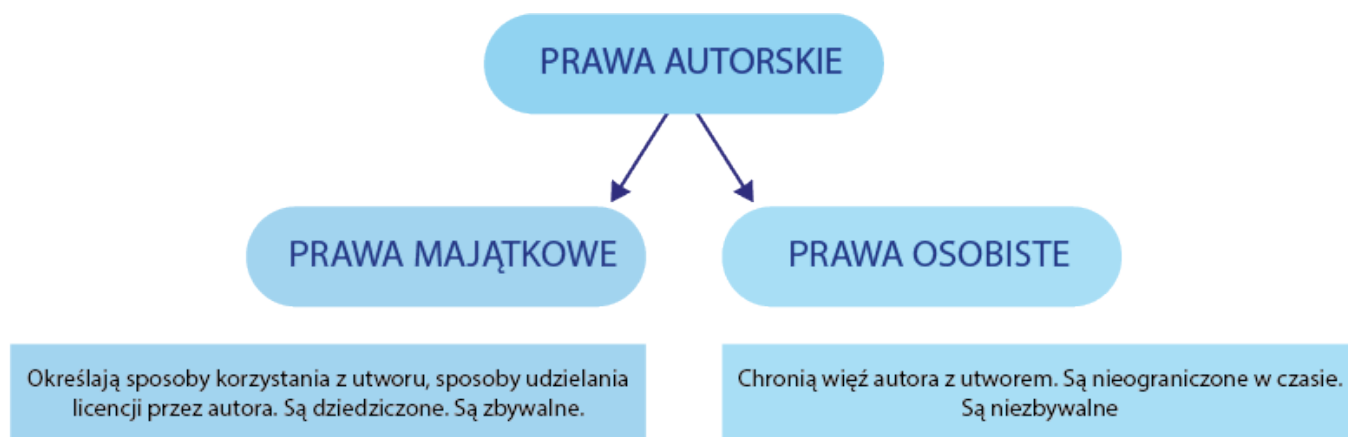 PRAWA AUTORSKIE
PRAWA MAJĄTKOWE
PRAWA OSOBISTE
Określają sposoby korzystania z utworu, sposoby udzielania
licencji przez autora. Są dziedziczone. Są zbywalne.
Chronią więź autora z utworem. Są nieograniczone w czasie.
Są niezbywalne